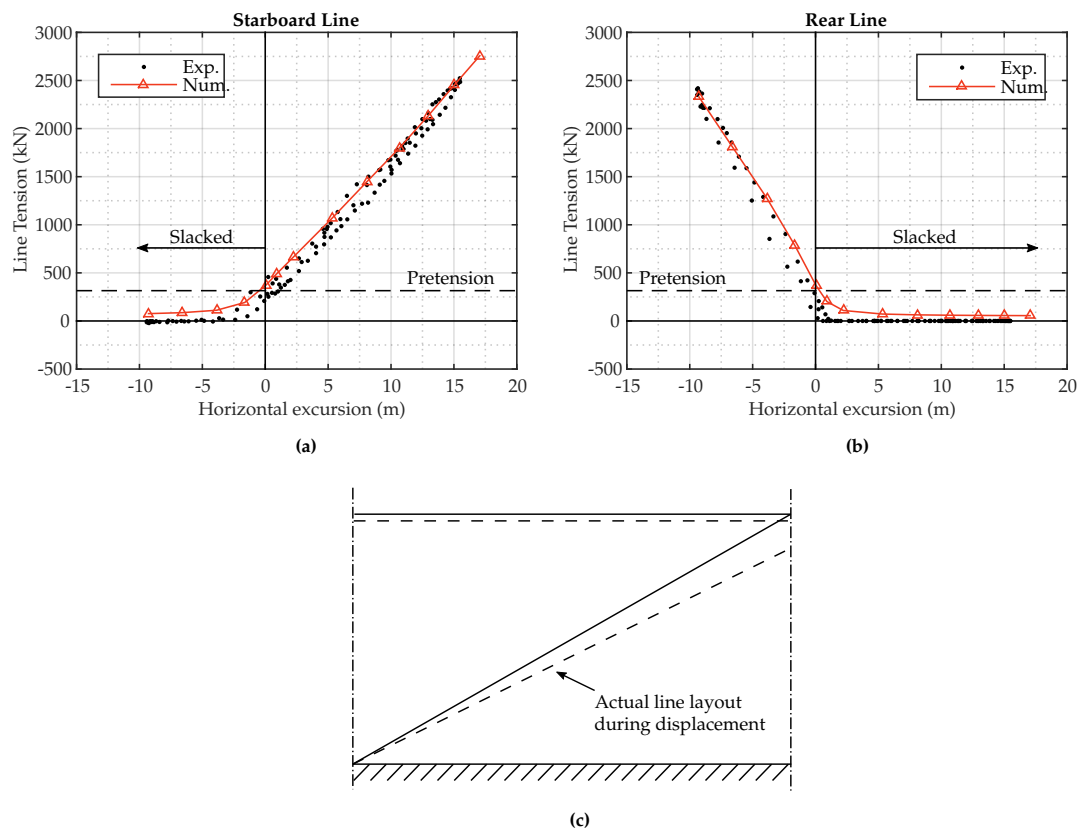 Starboard Line
3000
2500
2000
1500
1000
500
0
-500
Line Tension (kN)
Exp.
Num.
Slacked
Pretension
-15 -10 -5 0 5 10 15 20
Horizontal excursion (m)
(a)
Rear Line
3000
2500
2000
1500
1000
500
0
-500
Line Tension (kN)
Exp.
Num.
Slacked
Pretension
-15 -10 -5 0 5 10 15 20
Horizontal excursion (m)
(b)
Actual line layout
during displacement
(c)